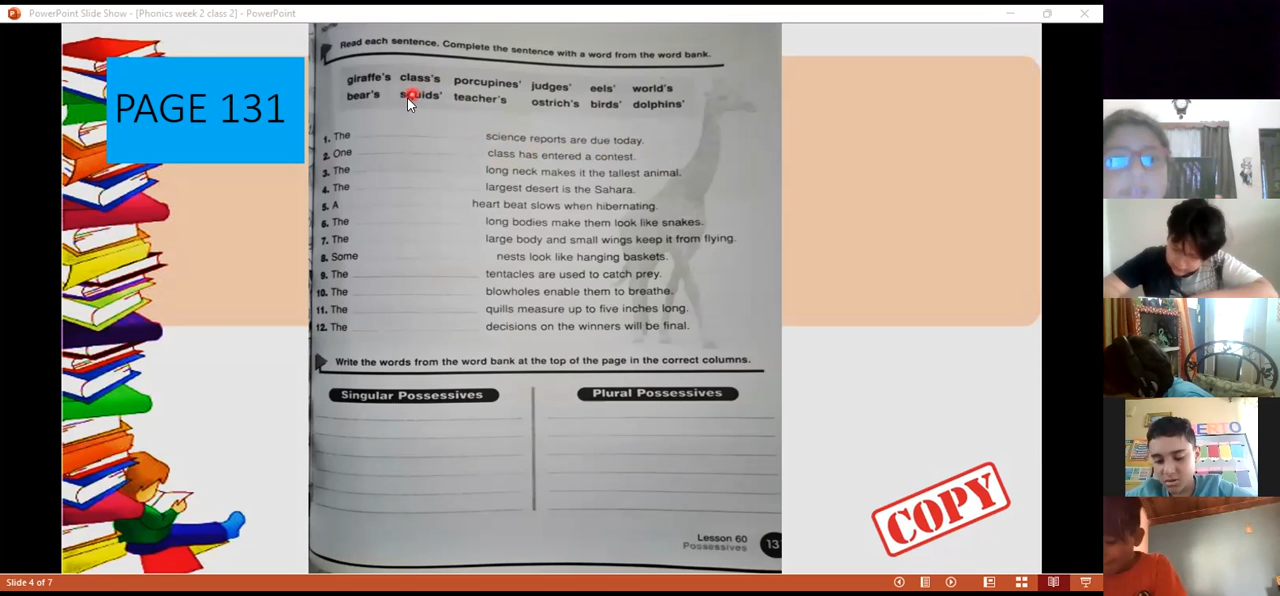 PowerPoint Slide Show - [Phonics week 2 class 2] - PowerPoint
PAGE 131
Read each sentence. Complete the sentence with a word from the word bank.
giraffe's class's porcupines' judges' eels' world's
bear's squids' teacher's ostrich's birds' dolphins'
1. The science reports are due today.
2. One class has entered a contest.
3. The long neck makes it the tallest animal.
4. The largest desert is the Sahara.
5. A heart beat slows when hibernating.
6. The long bodies make them look like snakes.
7. The large body and small wings keep it from flying.
8. Some nests look like hanging baskets.
9. The tentacles are used to catch prey.
10. The blowholes enable them to breathe.
11. The quills measure up to five inches long.
12. The decisions on the winners will be final.
Write the words from the word bank at the top of the page in the correct columns.
Singular Possessives Plural Possessives
Lesson 60
Possessives
COPY
Slide 4 of 7